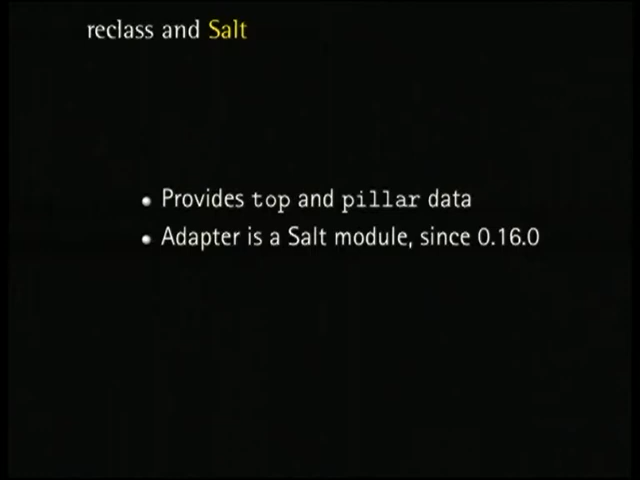 reclass and Salt
Provides top and pillar data
Adapter is a Salt module, since 0.16.0